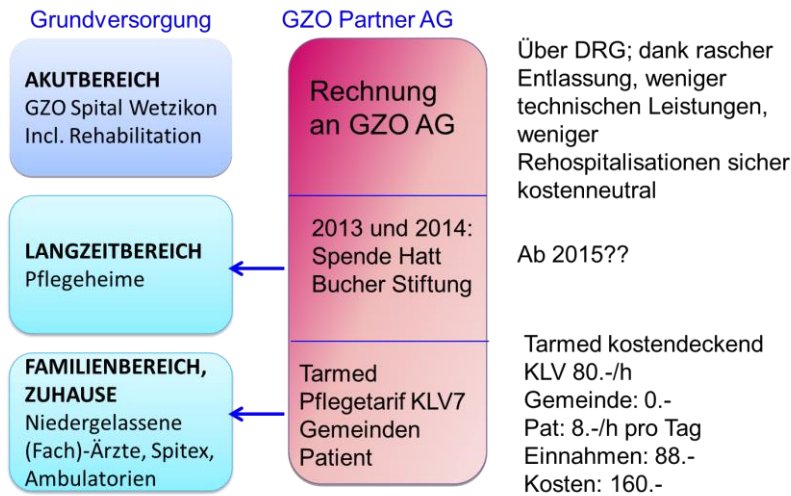 Grundversorgung
GZO Partner AG
AKUTBEREICH
GZO Spital Wetzikon
Incl. Rehabilitation
Rechnung
an GZO AG
Über DRG; dank rascher
Entlassung, weniger
technischen Leistungen,
weniger
Rehospitalisationen sicher
kostenneutral
LANGZEITBEREICH
Pflegeheime
2013 und 2014:
Spende Hatt
Bucher Stiftung
Ab 2015??
FAMILIENBEREICH,
ZUHAUSE
Niedergelassene
(Fach)-Ärzte, Spitex,
Ambulatorien
Tarmed
Pflegetarif KLV7
Gemeinden
Patient
Tarmed kostendeckend
KLV 80.-/h
Gemeinde: 0.-
Pat: 8.-/h pro Tag
Einnahmen: 88.-
Kosten: 160.-